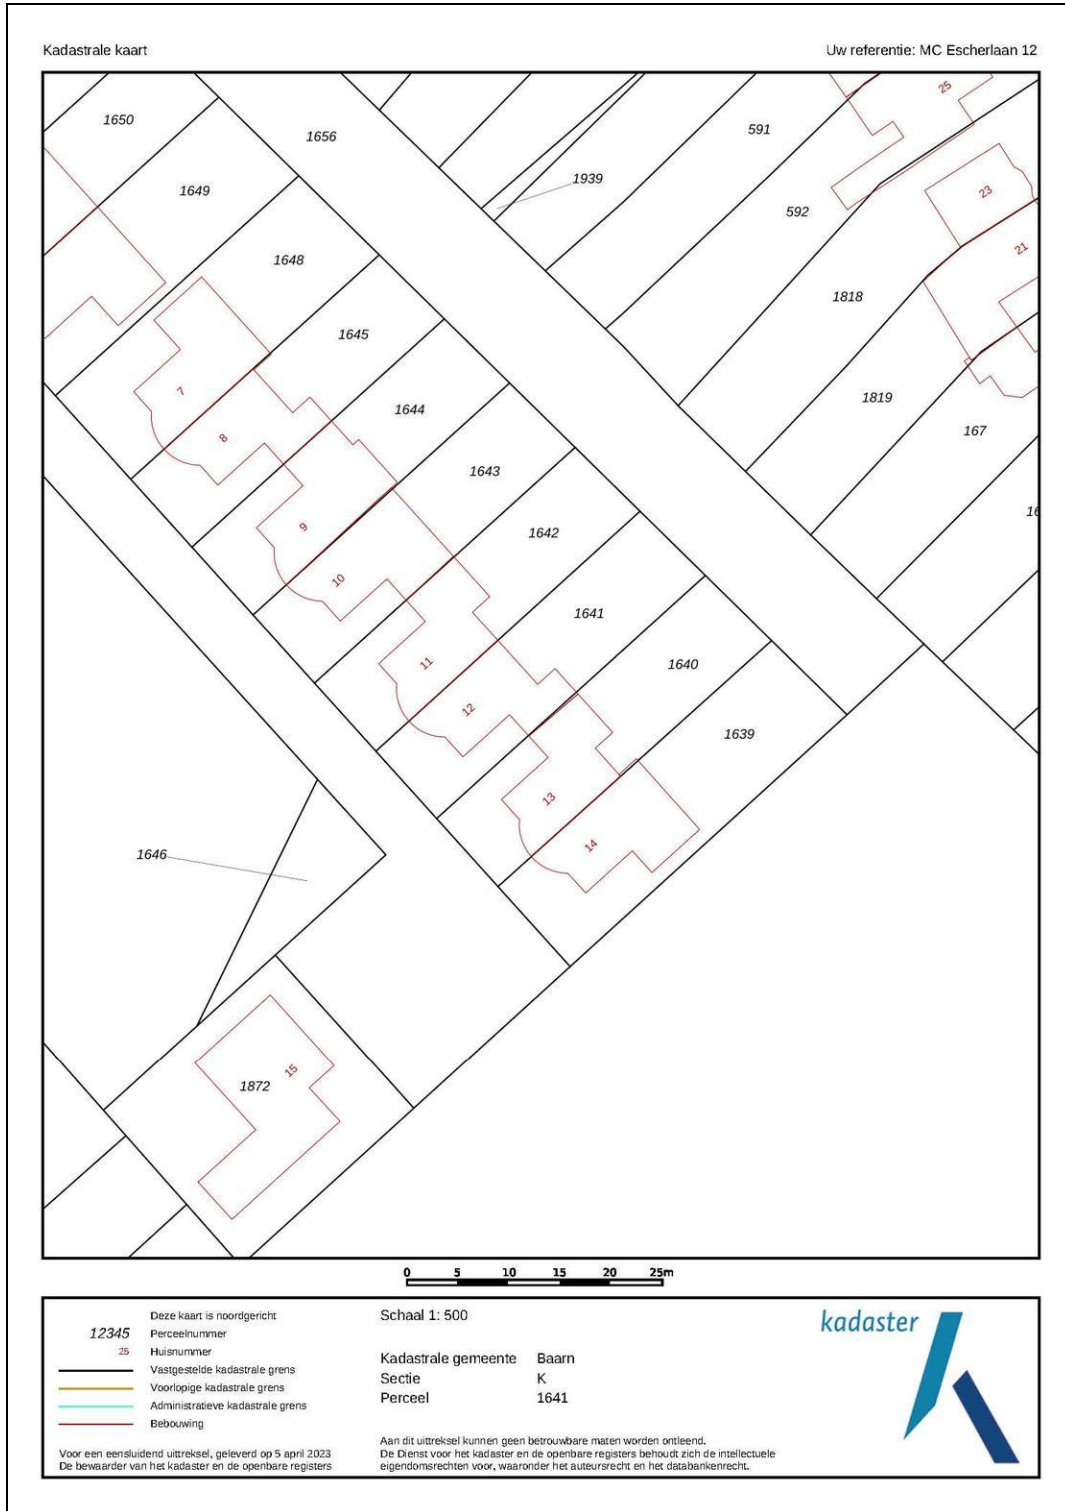 Kadastrale kaart
Uw referentie: MC Escherlaan 12
1650
1656
25
591
1649
1939
592
23
1648
21
1818
1645
7
1819
1644
8
167
1643
9
16
1642
10
1641
11
1640
12
1639
13
14
1646
15
1872
0 5 10 15 20 25m
Deze kaart is noordgericht
12345 Perceelnummer
25 Huisnummer
Vastgestelde kadastrale grens
Voorlopige kadastrale grens
Administratieve kadastrale grens
Bebouwing
Voor een eensluidend uittreksel, geleverd op 5 april 2023
De bewaarder van het kadaster en de openbare registers
Schaal 1: 500
Kadastrale gemeente Baarn
Sectie K
Perceel 1641
Aan dit uittreksel kunnen geen betrouwbare maten worden ontleend.
De Dienst voor het kadaster en de openbare registers behoudt zich de intellectuele
eigendomsrechten voor, waaronder het auteursrecht en het databankenrecht.
kadaster